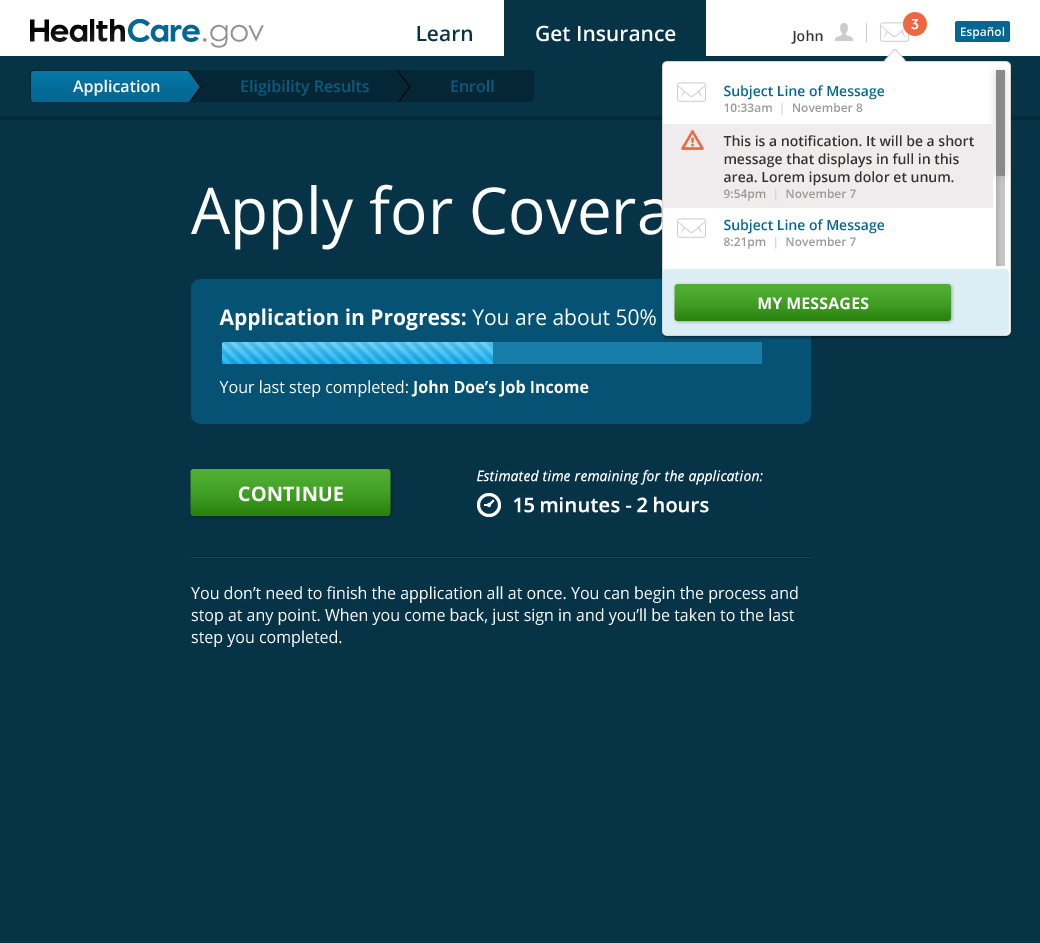 HealthCare.gov
Learn
Get Insurance
John
3
Español
Application
Eligibility Results
Enroll
Subject Line of Message
10:33am | November 8
This is a notification. It will be a short
message that displays in full in this
area. Lorem ipsum dolor et unum.
9:54pm | November 7
Subject Line of Message
8:21pm | November 7
MY MESSAGES
Apply for Covera
Application in Progress: You are about 50%
Your last step completed: John Doe’s Job Income
CONTINUE
Estimated time remaining for the application:
15 minutes - 2 hours
You don’t need to finish the application all at once. You can begin the process and
stop at any point. When you come back, just sign in and you’ll be taken to the last
step you completed.